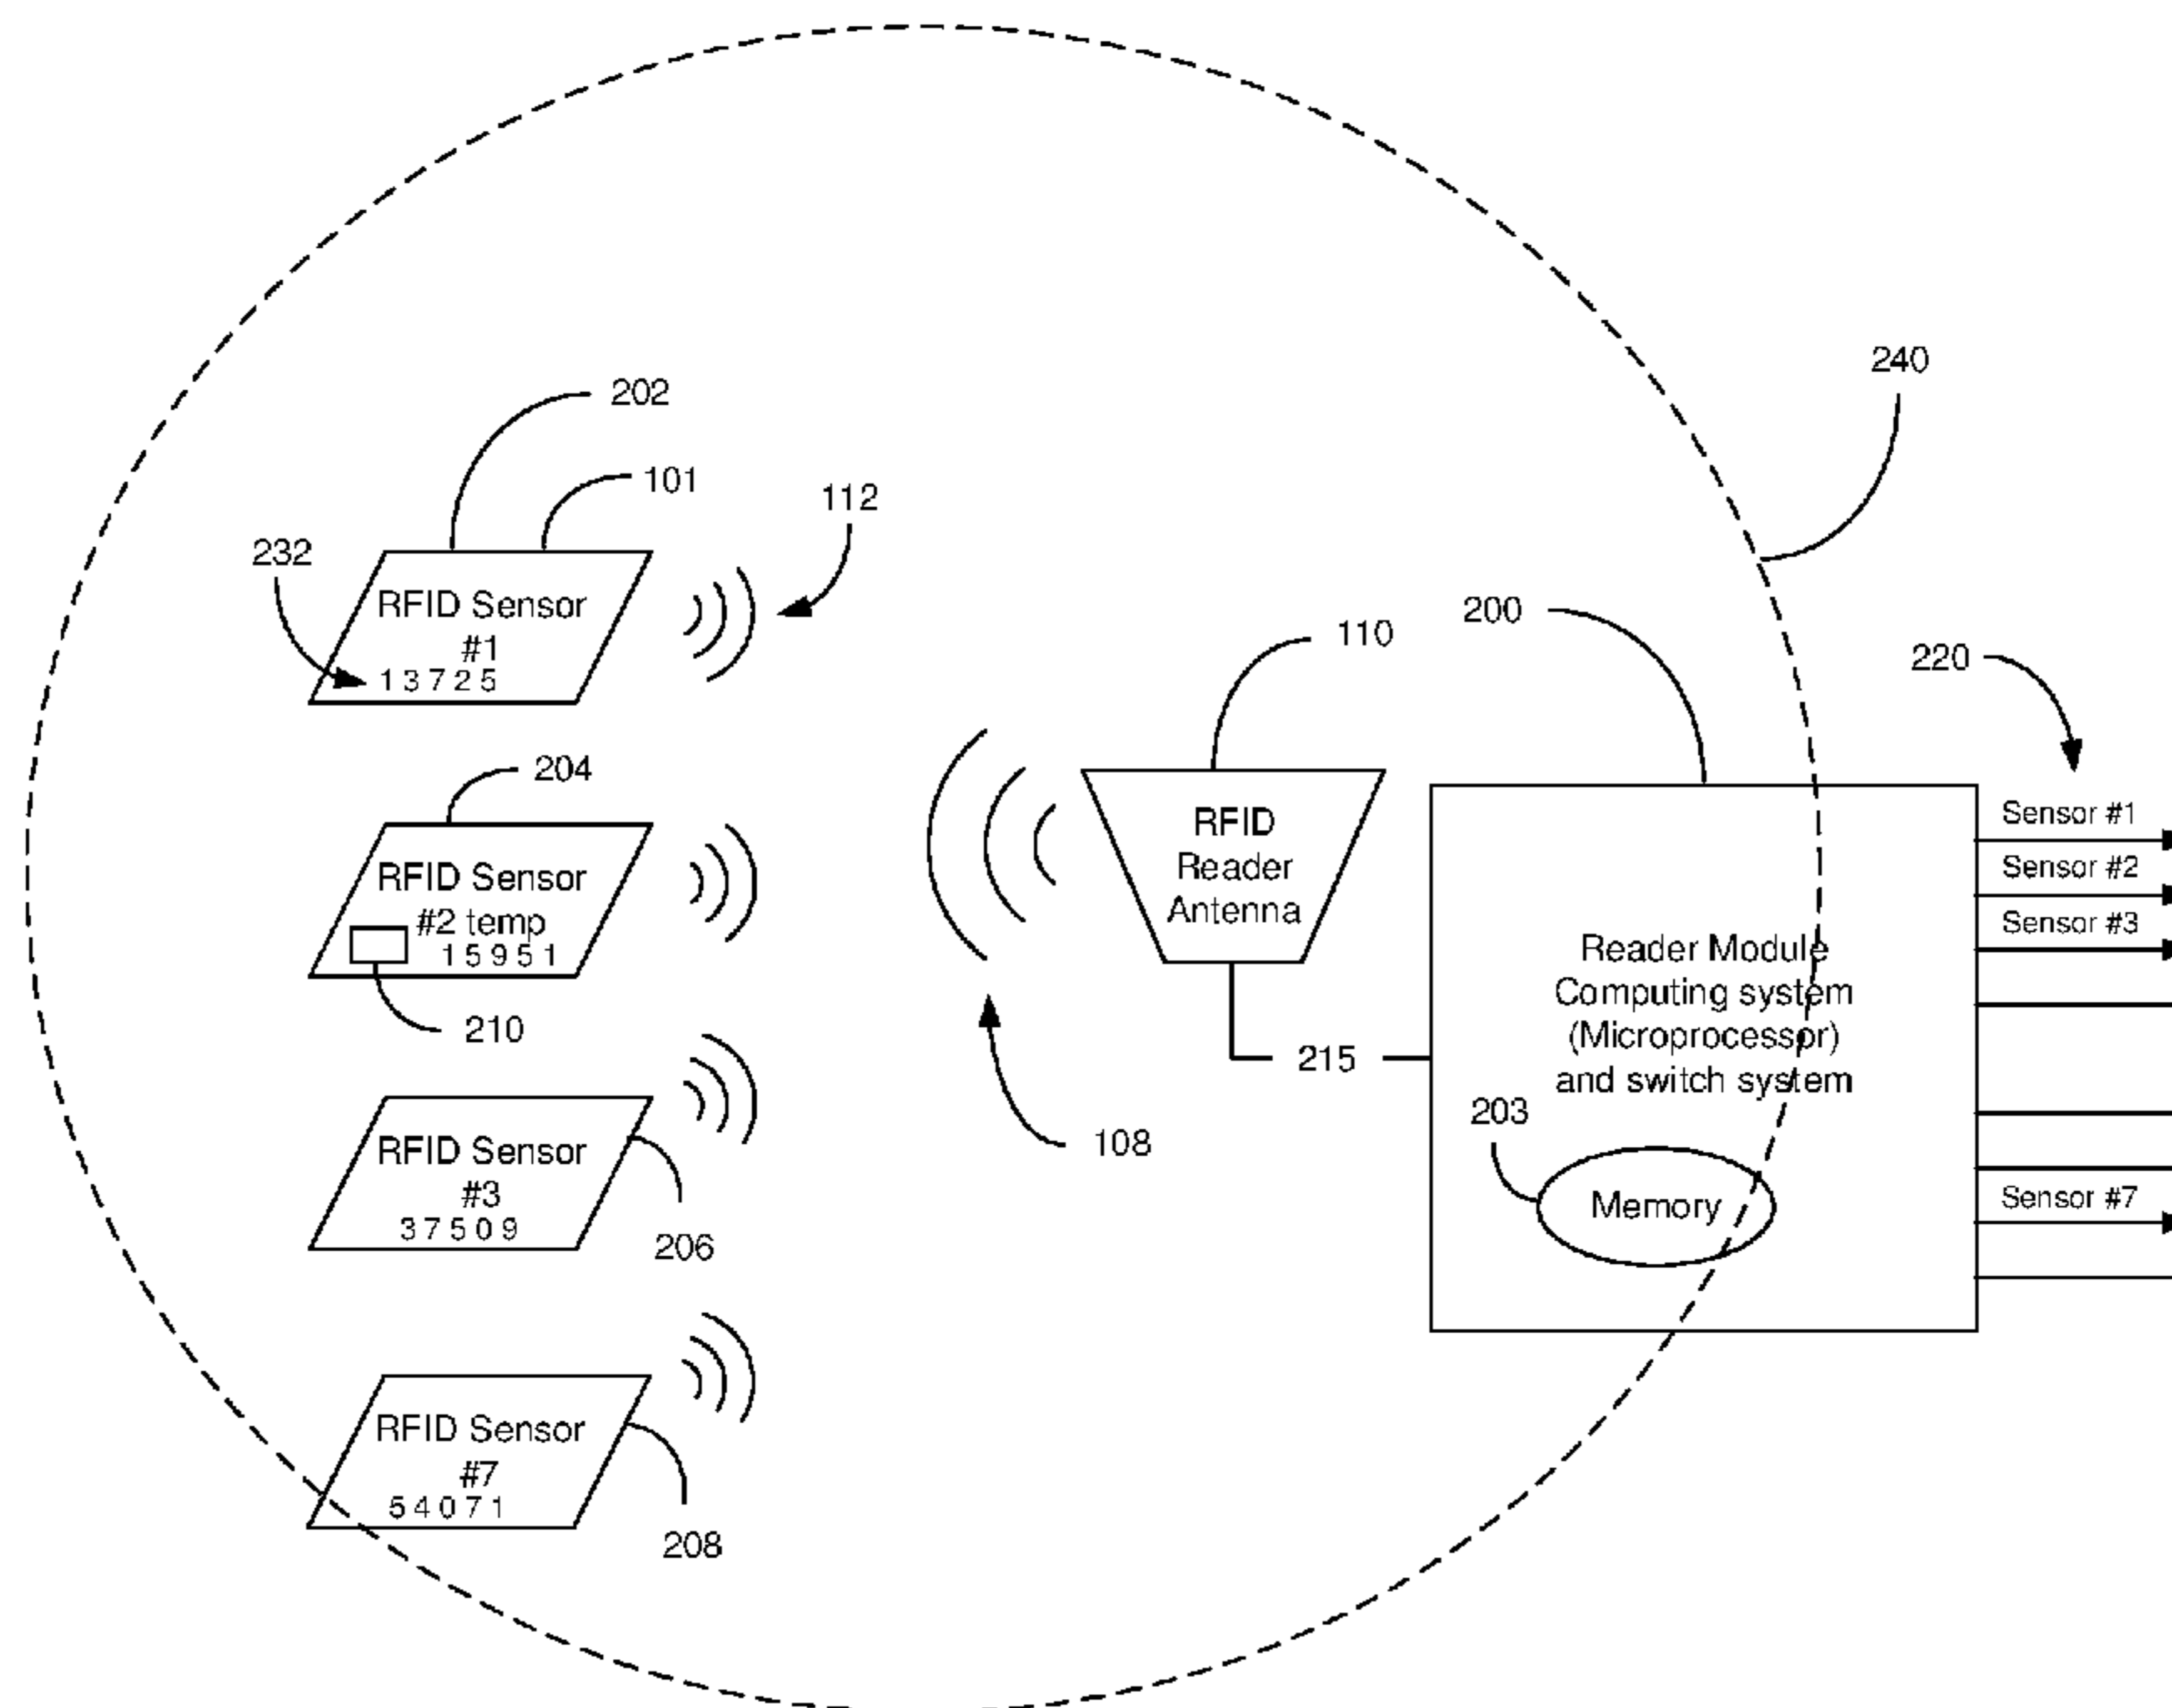 240
202
101
112
232
RFID Sensor
#1
1 3 7 2 5
110
200
220
204
RFID Sensor
#2 temp
1 5 9 5 1
210
RFID
Reader
Antenna
215
108
Reader Module
Computing system
(Microprocessor)
and switch system
203
Memory
Sensor #1
Sensor #2
Sensor #3
Sensor #7
RFID Sensor
#3
3 7 5 0 9
206
RFID Sensor
#7
5 4 0 7 1
208